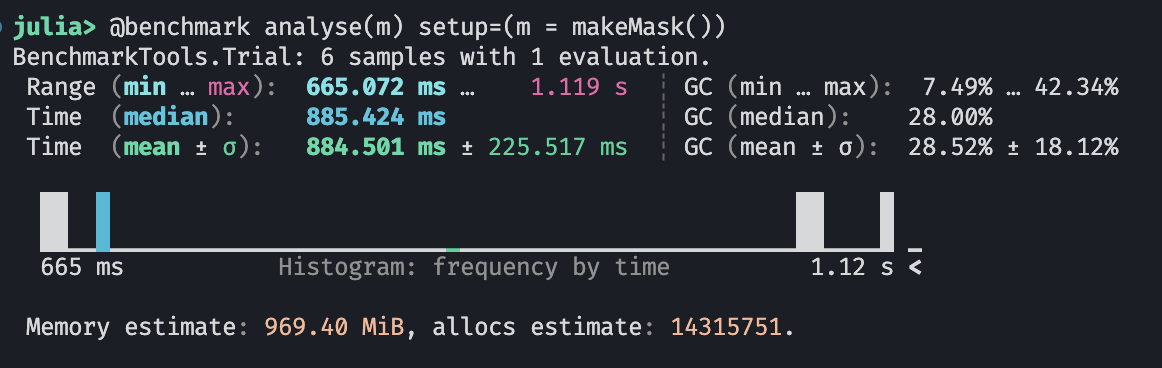 julia> @benchmark analyse(m) setup=(m = makeMask())
BenchmarkTools.Trial: 6 samples with 1 evaluation.
Range (min … max):  665.072 ms …    1.119 s  ┊ GC (min … max):  7.49% … 42.34%
Time  (median):     885.424 ms               ┊ GC (median):    28.00%
Time  (mean ± σ):   884.501 ms ± 225.517 ms  ┊ GC (mean ± σ):  28.52% ± 18.12%
665 ms           Histogram: frequency by time          1.12 s <
Memory estimate: 969.40 MiB, allocs estimate: 14315751.